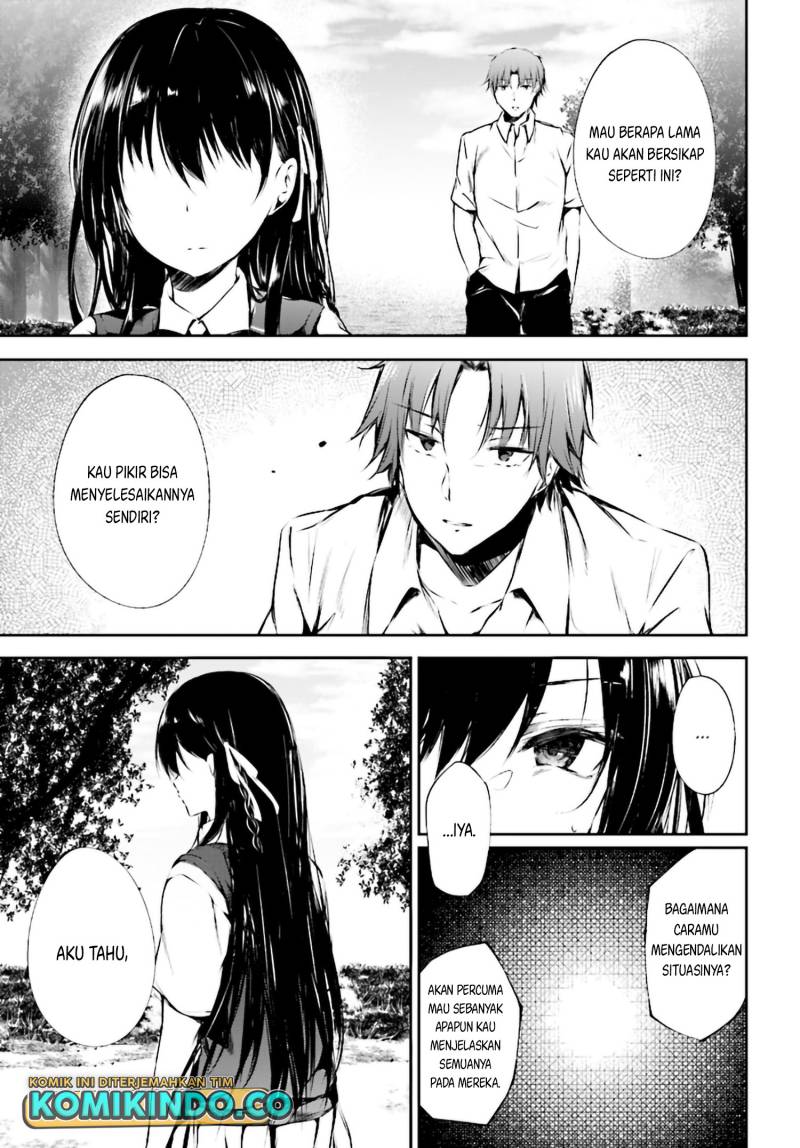 MAU BERAPA LAMA
KAU AKAN BERSIKAP
SEPERTI INI?
KAU PIKIR BISA
MENYELESAIKANNYA
SENDIRI?
...
...IYA.
BAGAIMANA
CARAMU
MENGENDALIKAN
SITUASINYA?
AKAN PERCUMA
MAU SEBANYAK
APAPUN KAU
MENJELASKAN
SEMUANYA
PADA MEREKA.
AKU TAHU,
KOMIK INI DITERJEMAHKAN TIM
KOMIKINDO.CO